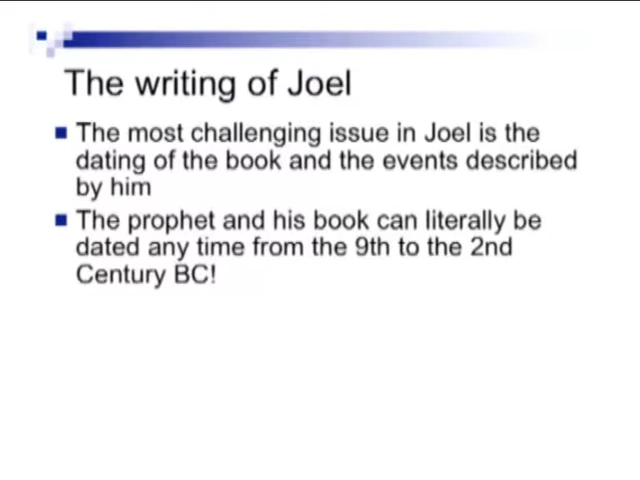 The writing of Joel
The most challenging issue in Joel is the
dating of the book and the events described
by him
The prophet and his book can literally be
dated any time from the 9th to the 2nd
Century BC!